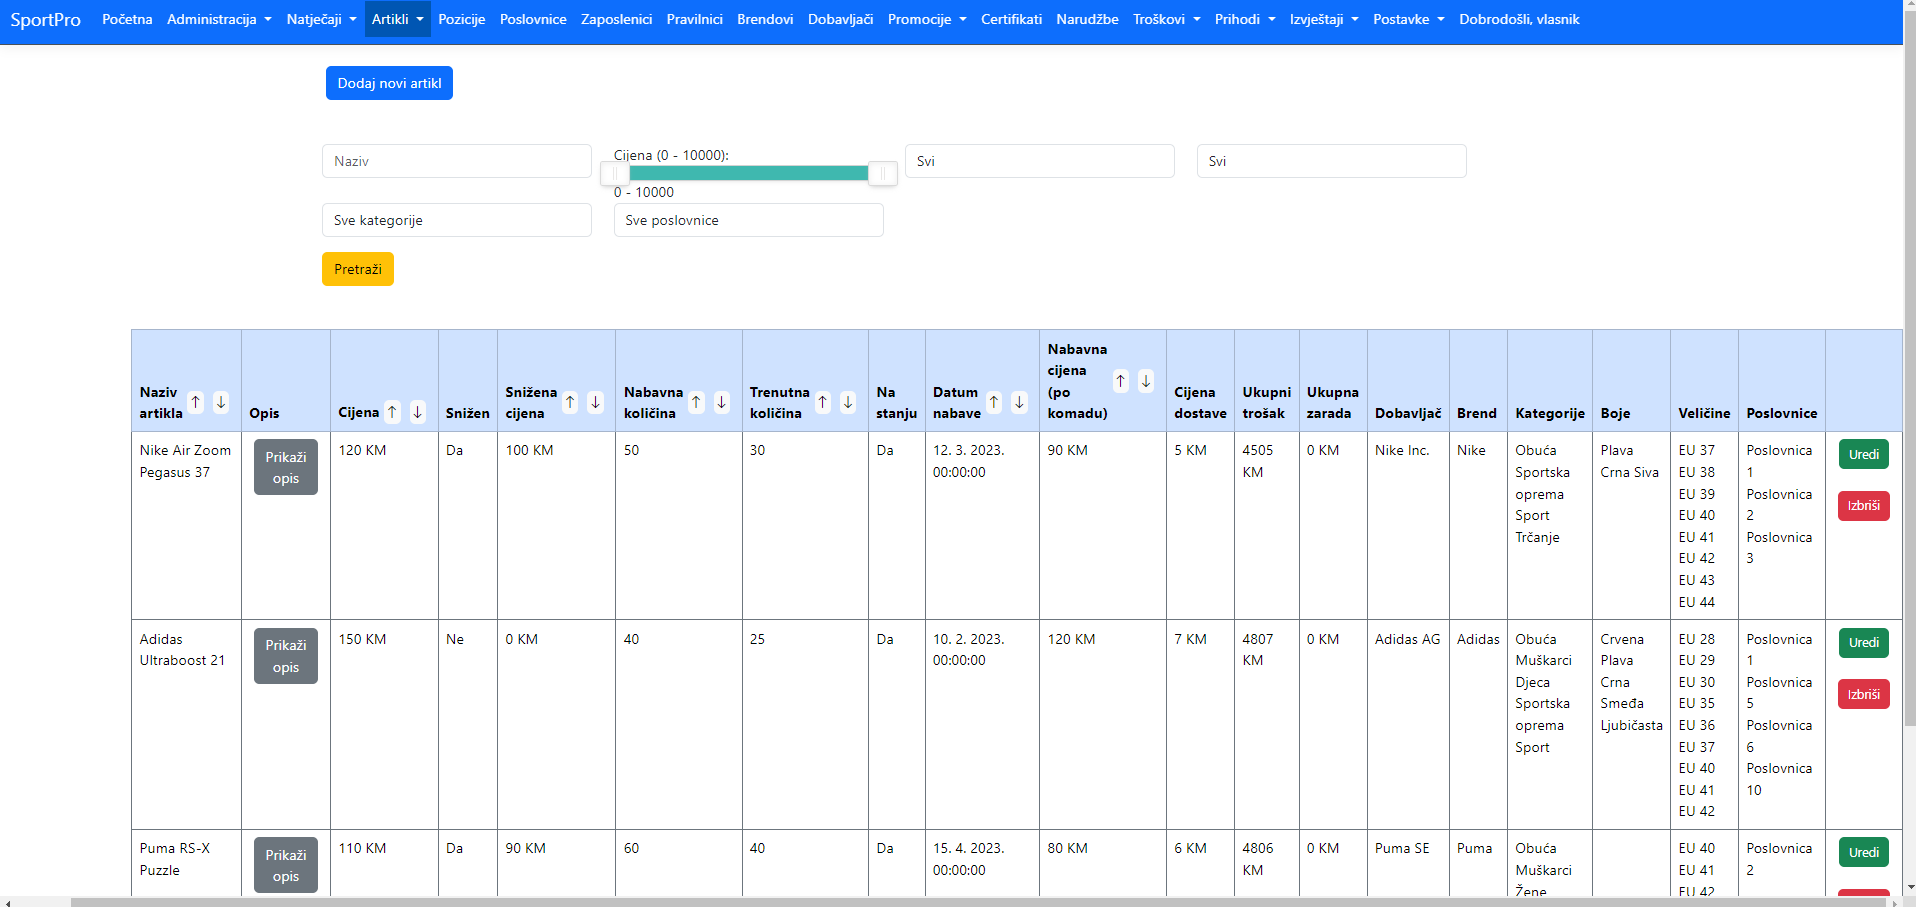 SportPro Početna Administracija Natječaji Artikli Pozicije Poslovnice Zaposlenici Pravilnici Brendovi Dobavljači Promocije Certifikati Narudžbe Troškovi Prihodi Izvještaji Postavke Dobrodošli, vlasnik
Dodaj novi artikl
Naziv
Cijena (0 - 10000):
0 - 10000
Svi
Svi
Sve kategorije
Sve poslovnice
Pretraži
Naziv artikla ↑ ↓ Opis Cijena ↑ ↓ Snižen Snižena cijena ↑ ↓ Nabavna količina ↑ ↓ Trenutna količina ↑ ↓ Na stanju Datum nabave ↑ ↓ Nabavna cijena (po komadu) ↑ ↓ Cijena dostave Ukupni trošak Ukupna zarada Dobavljač Brend Kategorije Boje Veličine Poslovnice
Nike Air Zoom
Pegasus 37
Prikaži
opis
120 KM
Da
100 KM
50
30
Da
12. 3. 2023.
00:00:00
90 KM
5 KM
4505
KM
0 KM
Nike Inc.
Nike
Obuća
Sportska
oprema
Sport
Trčanje
Plava
Crna Siva
EU 37
EU 38
EU 39
EU 40
EU 41
EU 42
EU 43
EU 44
Poslovnica
1
Poslovnica
2
Poslovnica
3
Uredi
Izbriši
Adidas
Ultraboost 21
Prikaži
opis
150 KM
Ne
0 KM
40
25
Da
10. 2. 2023.
00:00:00
120 KM
7 KM
4807
KM
0 KM
Adidas AG
Adidas
Obuća
Muškarci
Djeca
Sportska
oprema
Sport
Crvena
Plava
Crna
Smeđa
Ljubičasta
EU 28
EU 29
EU 30
EU 35
EU 36
EU 37
EU 40
EU 41
EU 42
Poslovnica
1
Poslovnica
5
Poslovnica
6
Poslovnica
10
Uredi
Izbriši
Puma RS-X
Puzzle
Prikaži
opis
110 KM
Da
90 KM
60
40
Da
15. 4. 2023.
00:00:00
80 KM
6 KM
4806
KM
0 KM
Puma SE
Puma
Obuća
Muškarci
Žene
EU 40
EU 41
EU 42
Poslovnica
2
Uredi